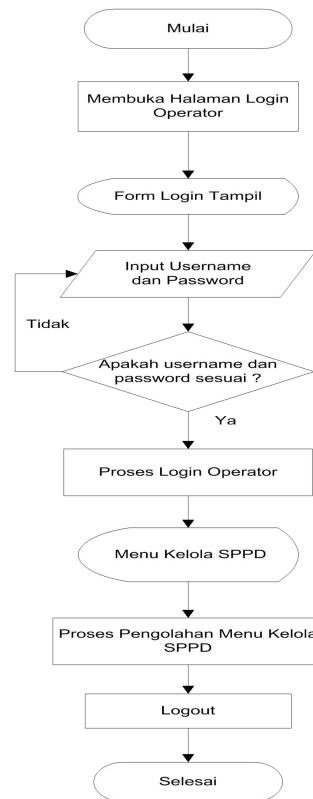 Mulai
Membuka Halaman Login
Operator
Form Login Tampil
Input Username
dan Password
Tidak
Apakah username dan
password sesuai ?
Ya
Proses Login Operator
Menu Kelola SPPD
Proses Pengolahan Menu Kelola
SPPD
Logout
Selesai